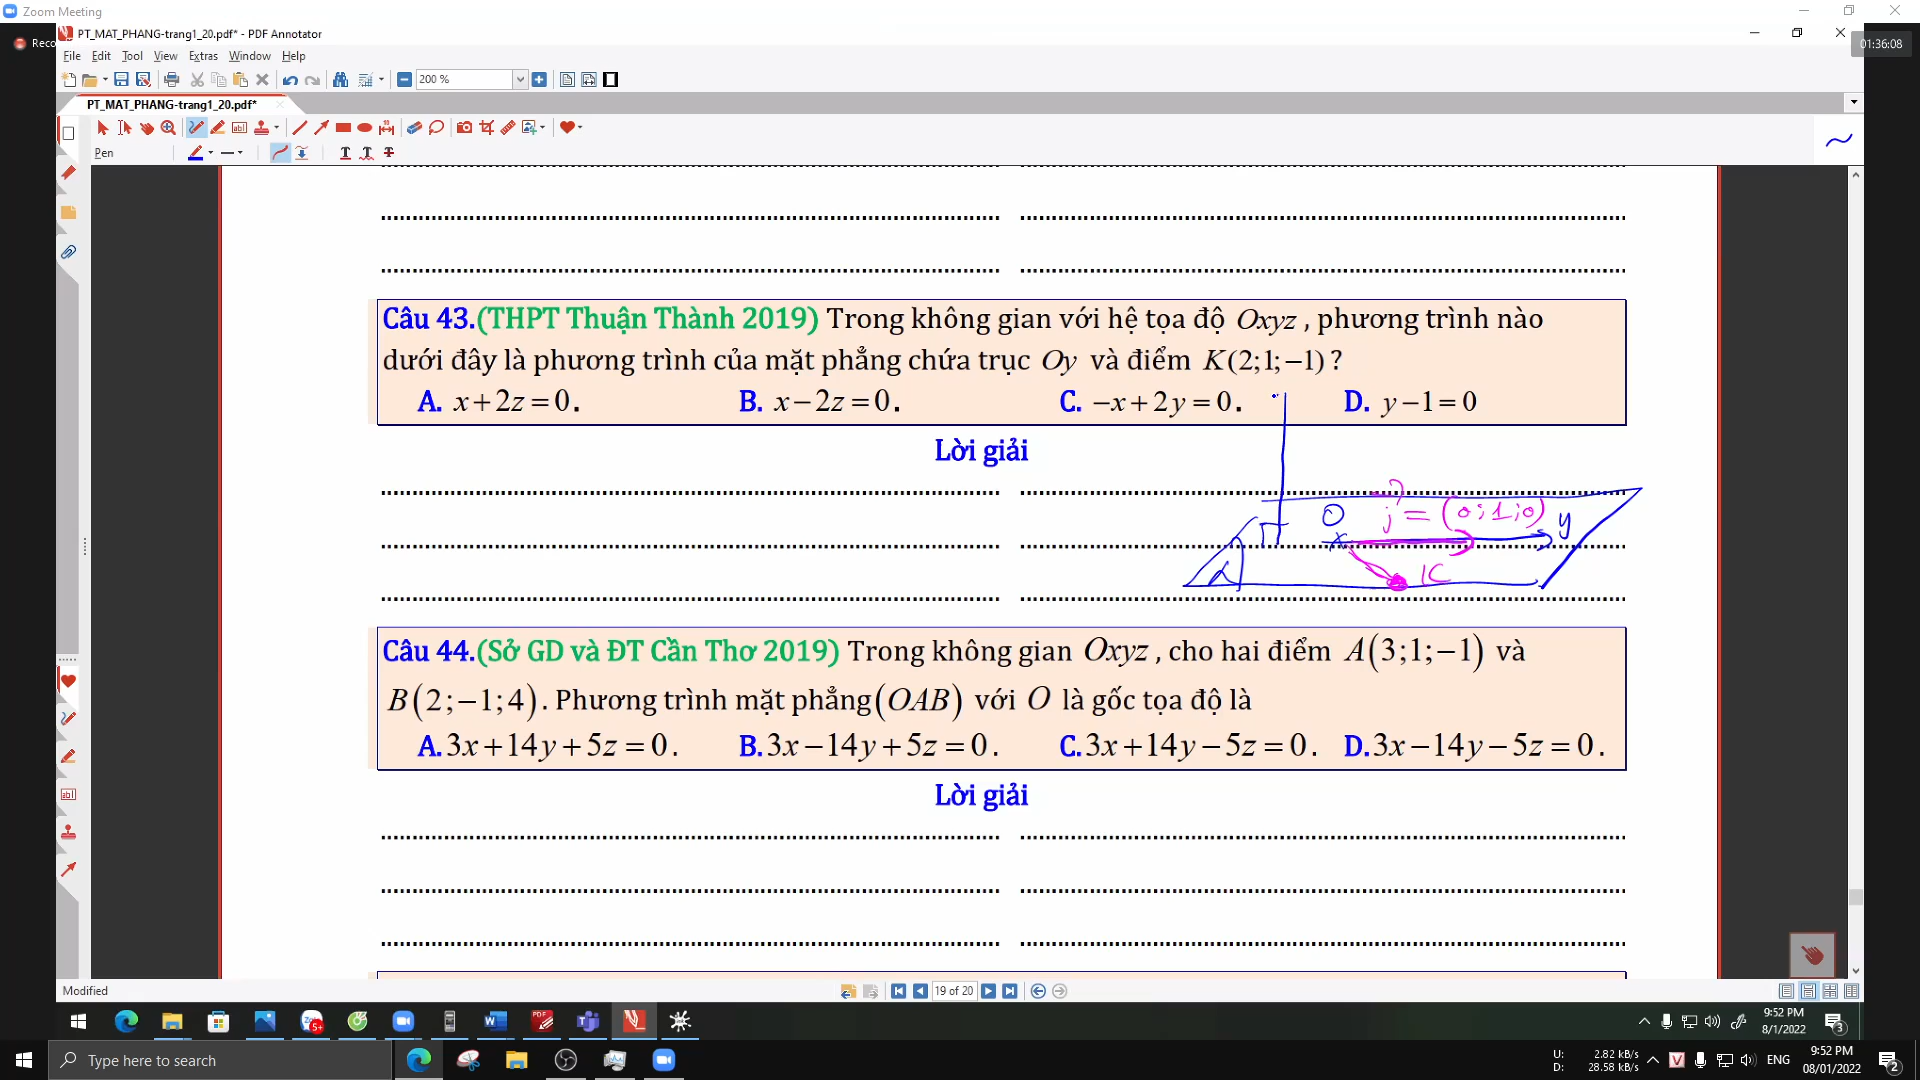 Zoom Meeting
Reco
PT_MAT_PHANG-trang1_20.pdf* - PDF Annotator
01:36:08
File Edit Tool View Extras Window Help
200 %
PT_MAT_PHANG-trang1_20.pdf*
Pen
Câu 43.(THPT Thuận Thành 2019) Trong không gian với hệ tọa độ Oxyz , phương trình nào
dưới đây là phương trình của mặt phẳng chứa trục Oy và điểm K(2;1;−1) ?
A. x+2z=0. B. x−2z=0. C. −x+2y=0. D. y−1=0
Lời giải
O j = (0;1;0) y
α K
Câu 44.(Sở GD và ĐT Cần Thơ 2019) Trong không gian Oxyz , cho hai điểm A(3;1;−1) và
B(2;−1;4). Phương trình mặt phẳng(OAB) với O là gốc tọa độ là
A.3x+14y+5z=0. B.3x−14y+5z=0. C.3x+14y−5z=0. D.3x−14y−5z=0.
Lời giải
Modified
19 of 20
9:52 PM
8/1/2022
Type here to search
U: 2.82 kB/s
D: 28.58 kB/s
ENG
9:52 PM
08/01/2022